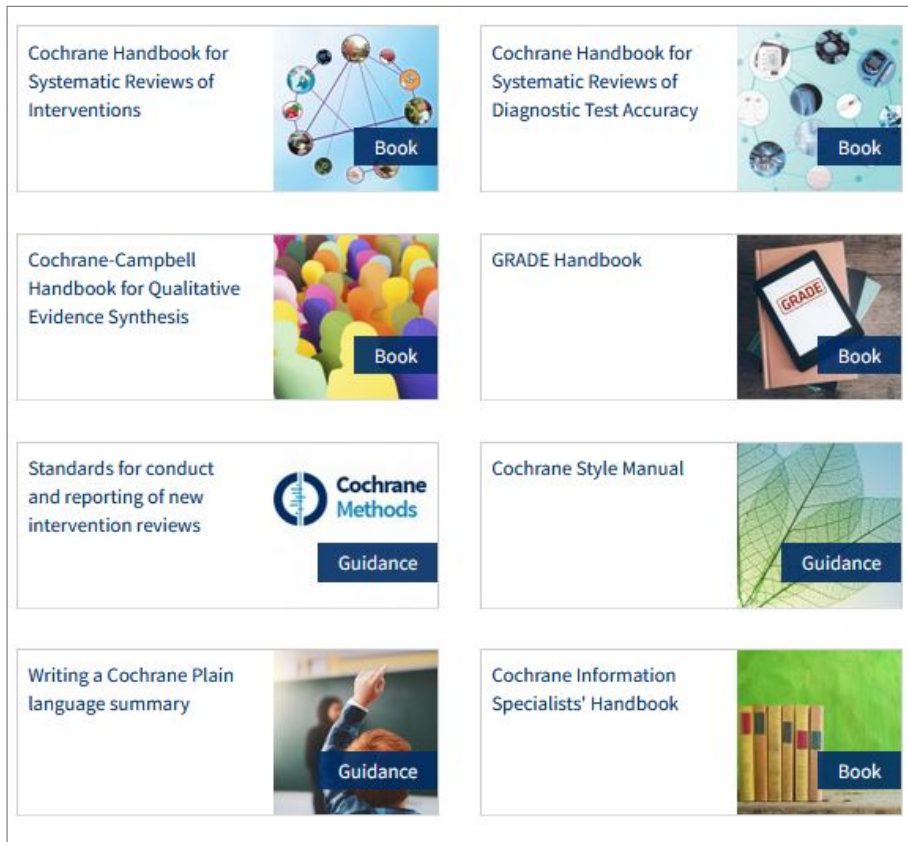 Cochrane Handbook for
Systematic Reviews of
Interventions
Book
Cochrane Handbook for
Systematic Reviews of
Diagnostic Test Accuracy
Book
Cochrane-Campbell
Handbook for Qualitative
Evidence Synthesis
Book
GRADE Handbook
GRADE
Book
Standards for conduct
and reporting of new
intervention reviews
Cochrane
Methods
Guidance
Cochrane Style Manual
Guidance
Writing a Cochrane Plain
language summary
Guidance
Cochrane Information
Specialists' Handbook
Book